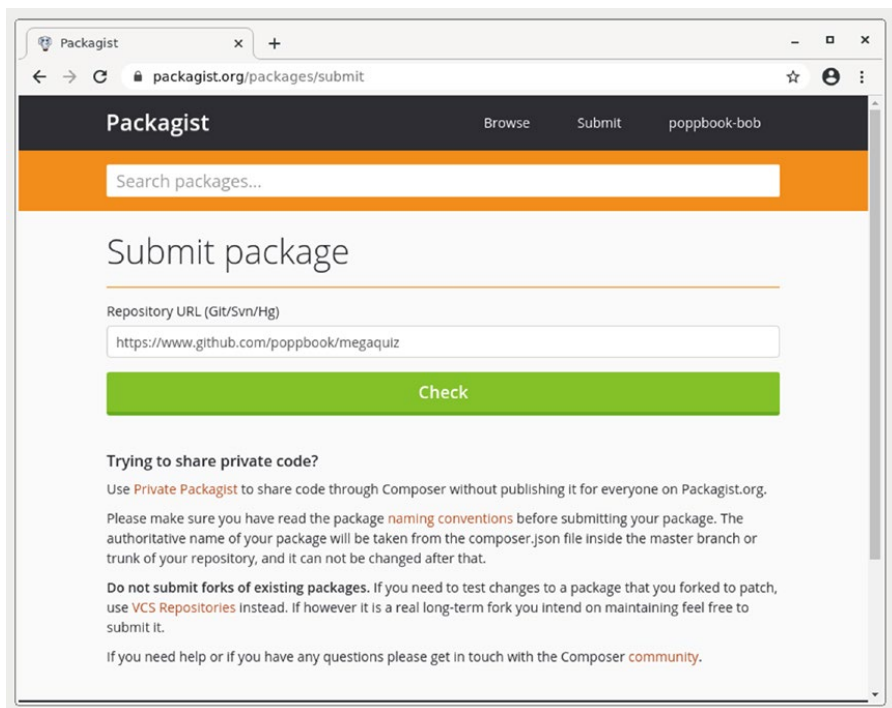 Packagist
packagist.org/packages/submit
Packagist Browse Submit poppbook-bob
Search packages...
Submit package
Repository URL (Git/Svn/Hg)
https://www.github.com/poppbook/megaquiz
Check
Trying to share private code?
Use Private Packagist to share code through Composer without publishing it for everyone on Packagist.org.
Please make sure you have read the package naming conventions before submitting your package. The
authoritative name of your package will be taken from the composer.json file inside the master branch or
trunk of your repository, and it can not be changed after that.
Do not submit forks of existing packages. If you need to test changes to a package that you forked to patch,
use VCS Repositories instead. If however it is a real long-term fork you intend on maintaining feel free to
submit it.
If you need help or if you have any questions please get in touch with the Composer community.